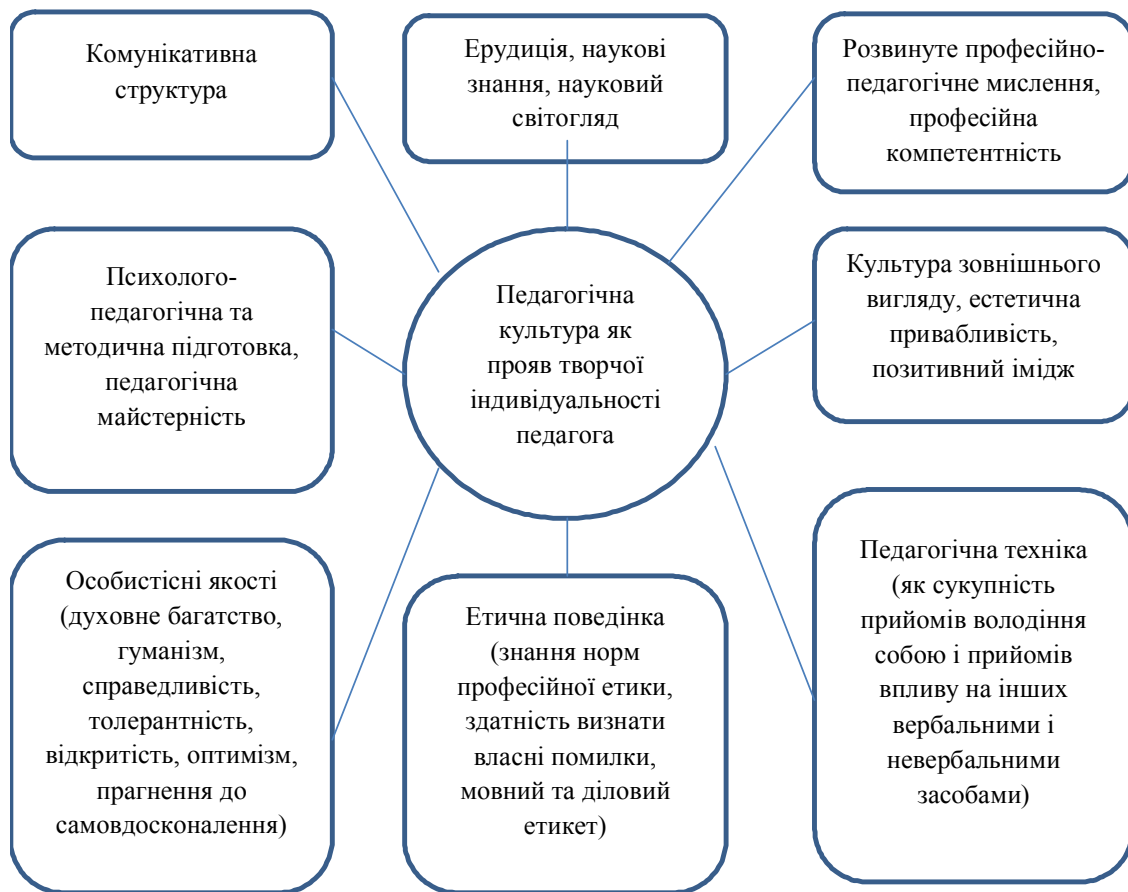 Комунікативна
структура
Ерудиція, наукові
знання, науковий
світогляд
Розвинуте професійно-
педагогічне мислення,
професійна
компетентність
Психолого-
педагогічна та
методична підготовка,
педагогічна
майстерність
Педагогічна
культура як
прояв творчої
індивідуальності
педагога
Культура зовнішнього
вигляду, естетична
привабливість,
позитивний імідж
Особистісні якості
(духовне багатство,
гуманізм,
справедливість,
толерантність,
відкритість, оптимізм,
прагнення до
самовдосконалення)
Етична поведінка
(знання норм
професійної етики,
здатність визнати
власні помилки,
мовний та діловий
етикет)
Педагогічна техніка
(як сукупність
прийомів володіння
собою і прийомів
впливу на інших
вербальними і
невербальними
засобами)